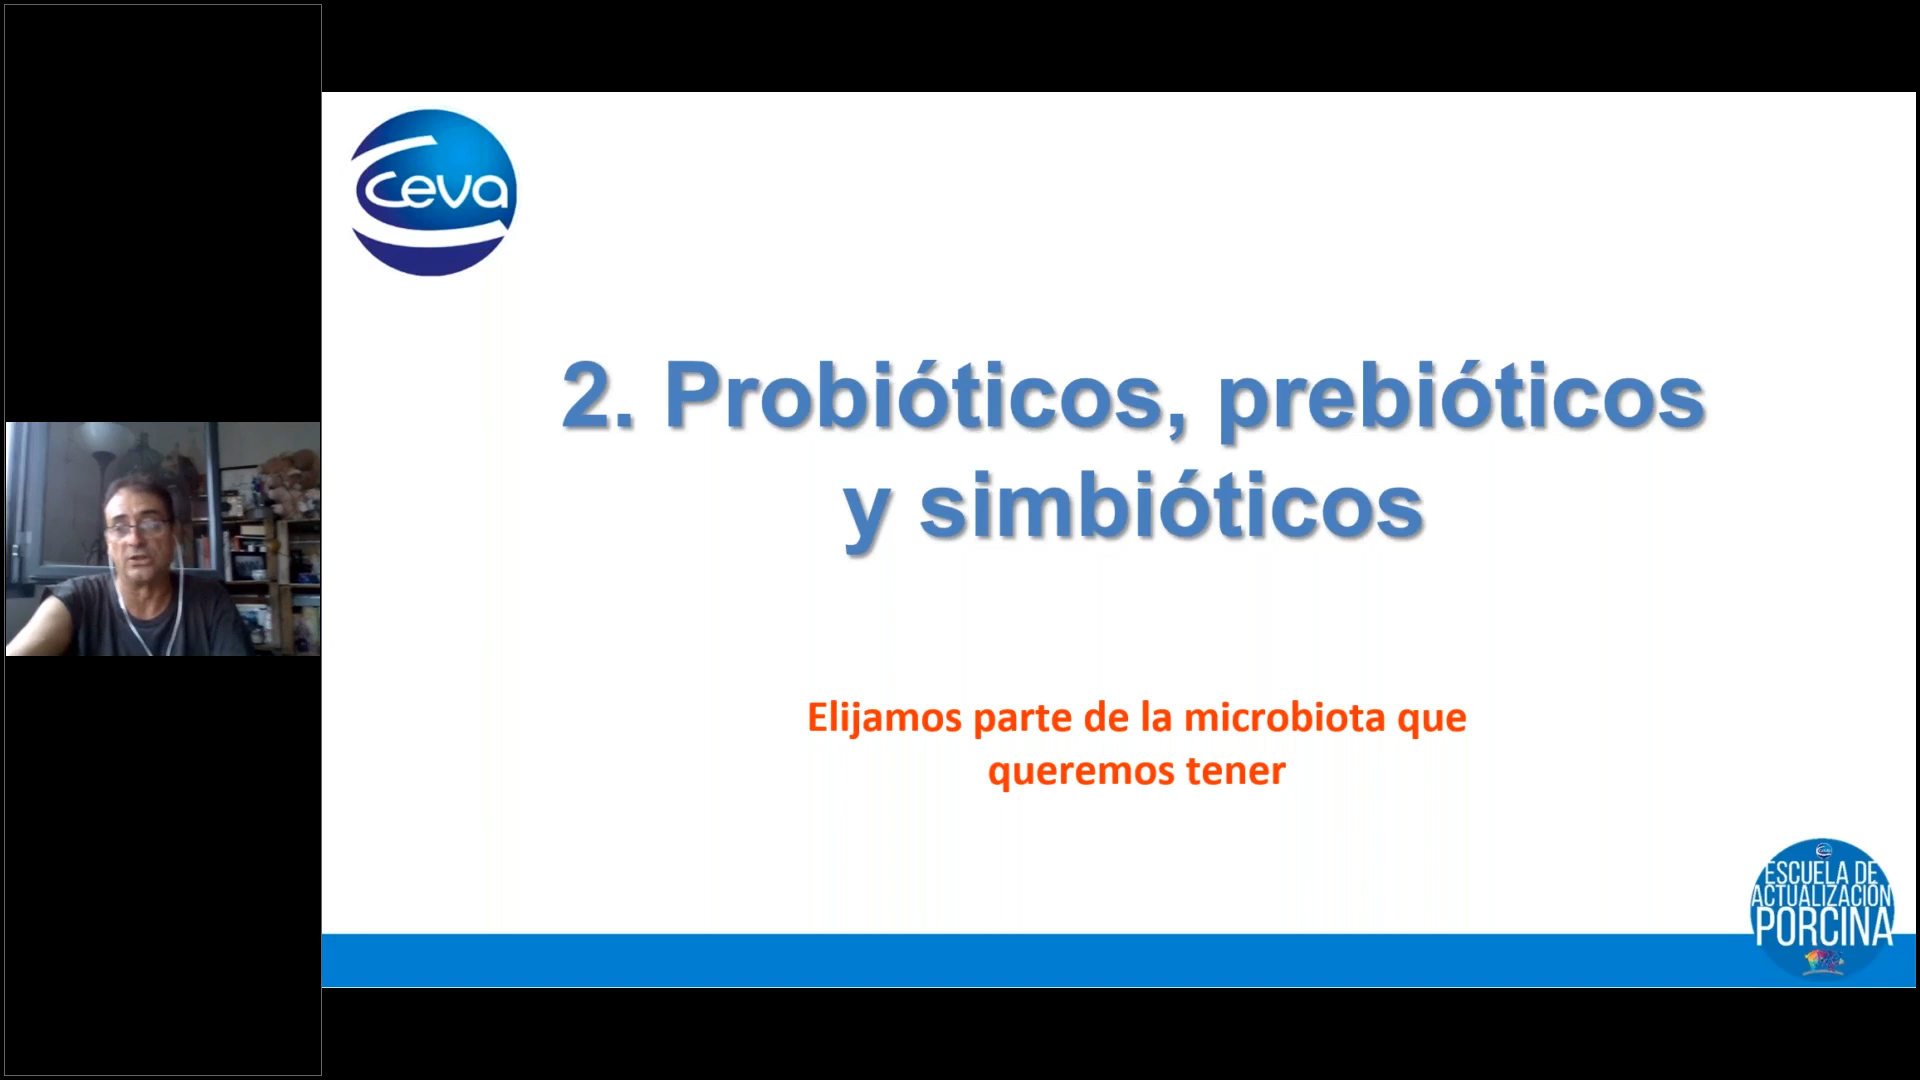 ceva
2. Probióticos, prebióticos
y simbióticos
Elijamos parte de la microbiota que
queremos tener
ESCUELA DE
ACTUALIZACIÓN
PORCINA